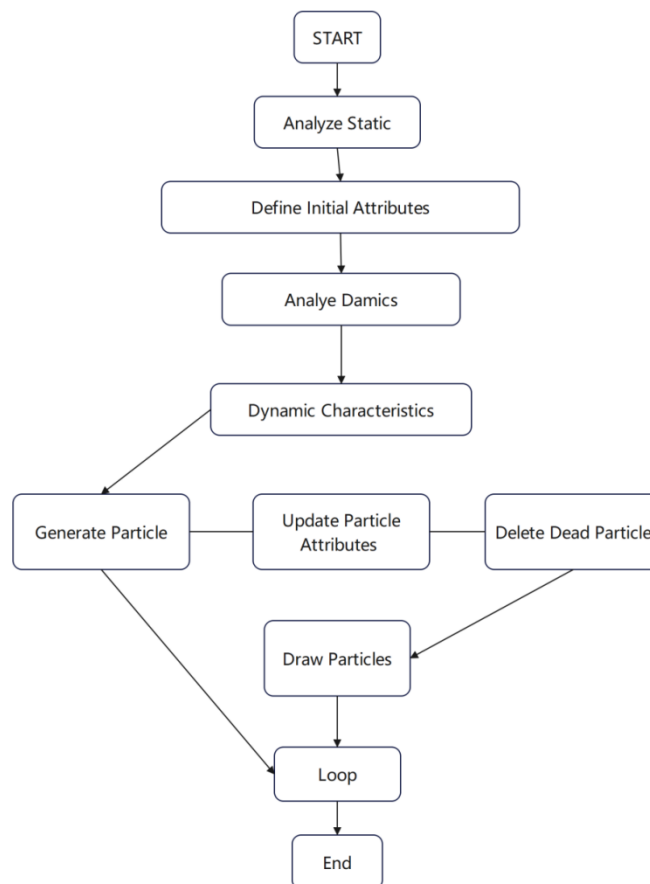 START
Analyze Static
Define Initial Attributes
Analye Damics
Dynamic Characteristics
Generate Particle
Update Particle
Attributes
Delete Dead Particle
Draw Particles
Loop
End